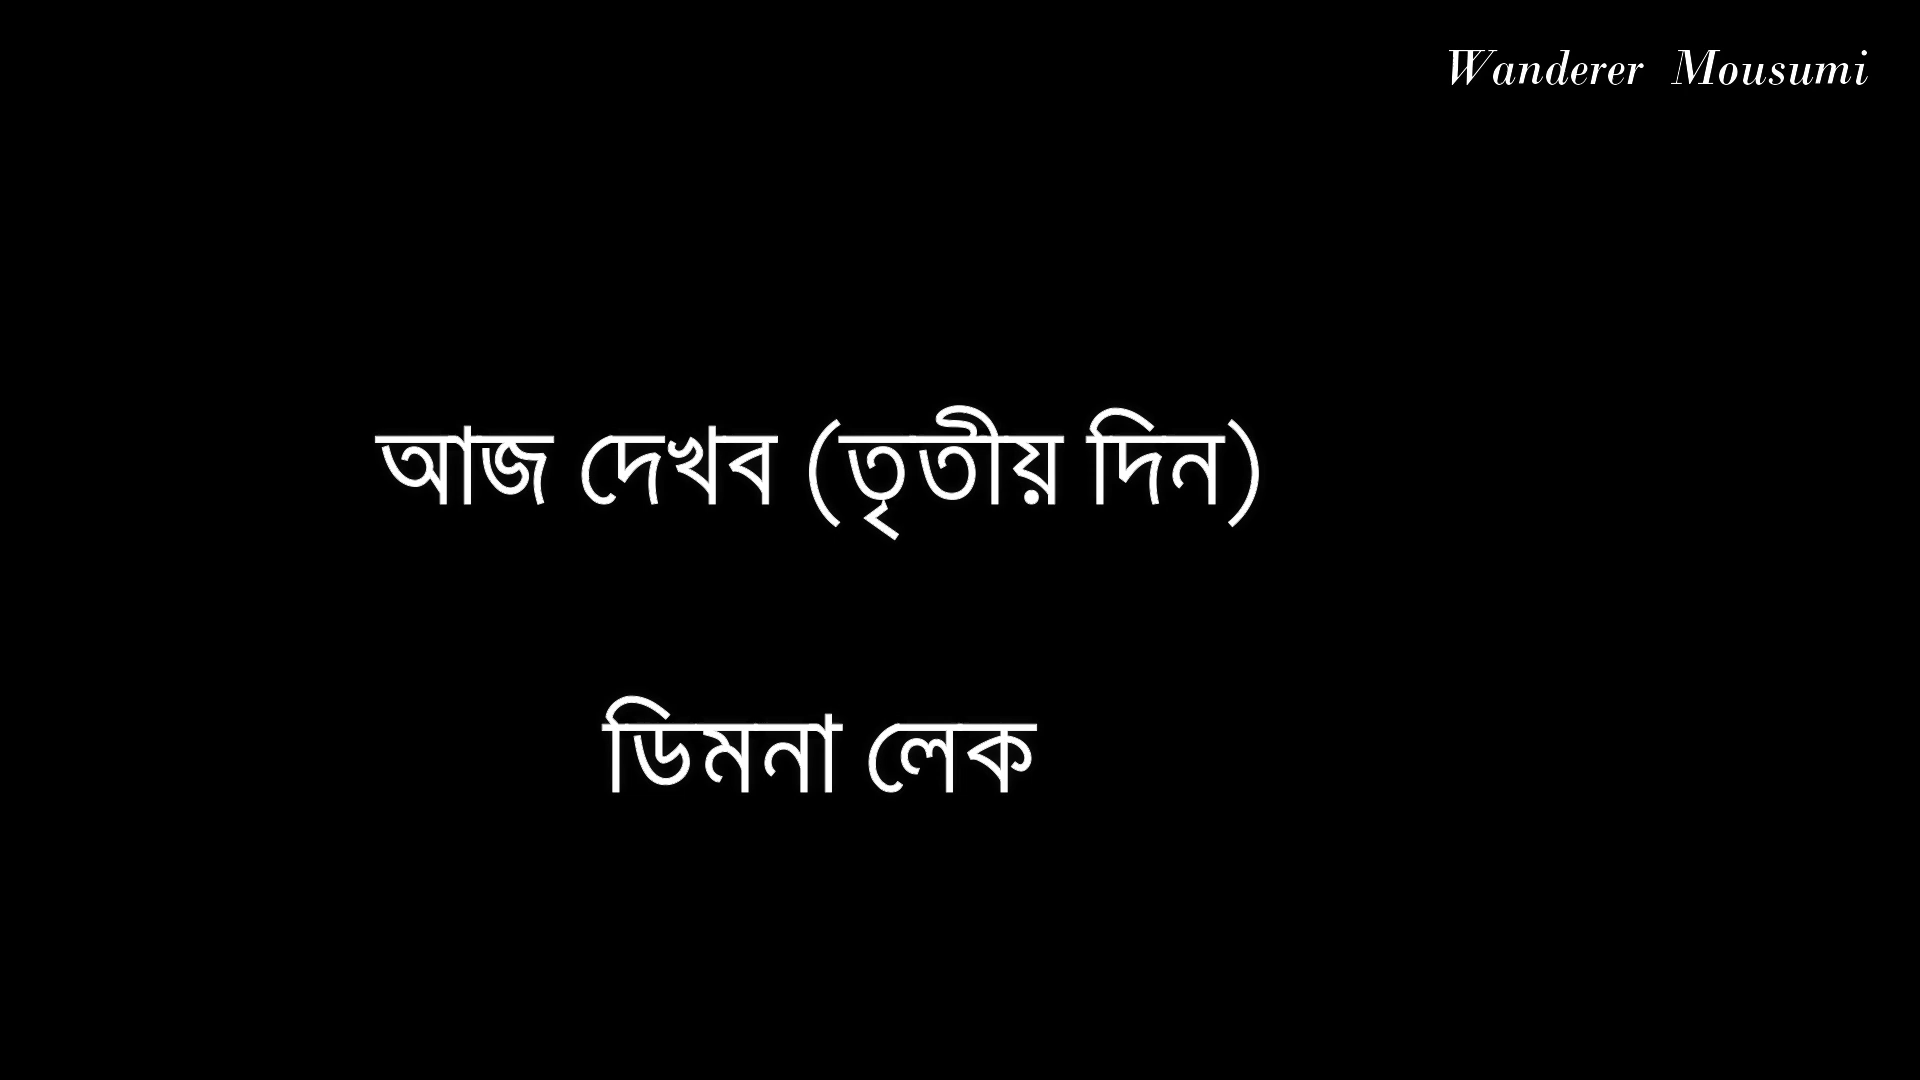 Wanderer Mousumi
আজ দেখব (তৃতীয় দিন)
ডিমনা লেক